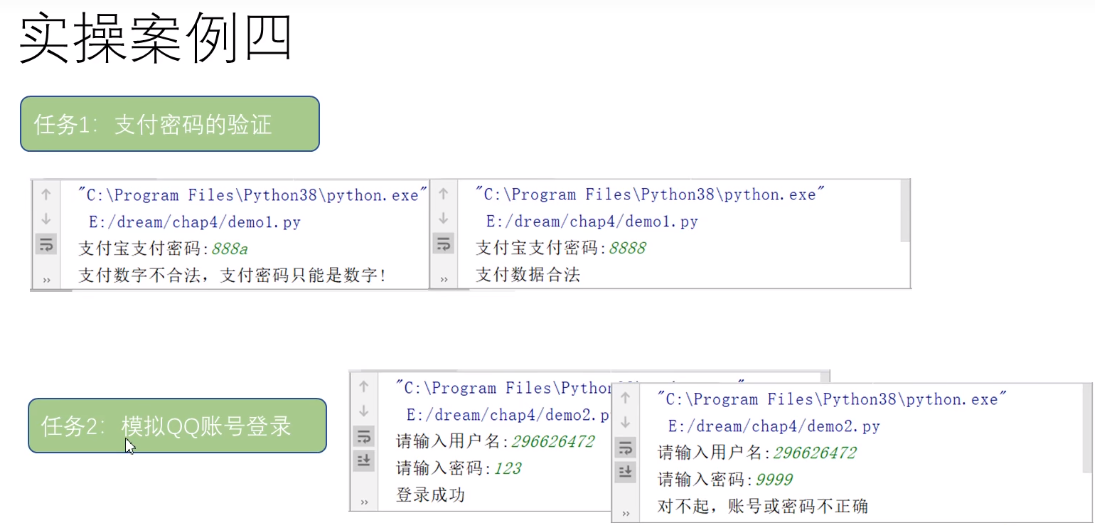 实操案例四
任务1：支付密码的验证
"C:\Program Files\Python38\python.exe"
E:/dream/chap4/demo1.py
支付宝支付密码:888a
支付数字不合法，支付密码只能是数字!
"C:\Program Files\Python38\python.exe"
E:/dream/chap4/demo1.py
支付宝支付密码:8888
支付数据合法
任务2：模拟QQ账号登录
"C:\Program Files\Pytho
E:/dream/chap4/demo2.p
请输入用户名:296626472
请输入密码:123
登录成功
"C:\Program Files\Python38\python.exe"
E:/dream/chap4/demo2.py
请输入用户名:296626472
请输入密码:9999
对不起，账号或密码不正确